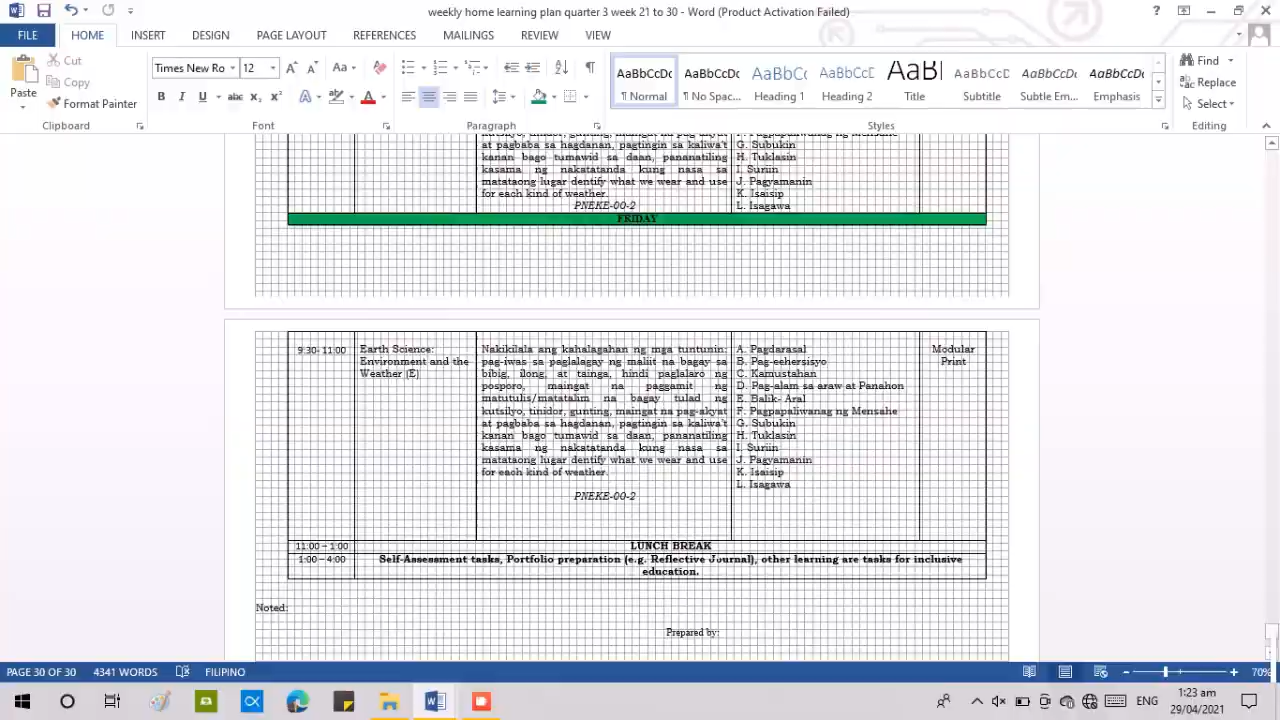 weekly home learning plan quarter 3 week 21 to 30 - Word (Product Activation Failed)
FILE HOME INSERT DESIGN PAGE LAYOUT REFERENCES MAILINGS REVIEW VIEW
Paste
Cut
Copy
Format Painter
Times New Ro 12
AaBbCcDc AaBbCcDc AaBbCc AaBbCcD AaBl AaBbCcD AaBbCcDc AaBbCcDc
¶ Normal ¶ No Spac... Heading 1 Heading 2 Title Subtitle Subtle Em... Emphasis
Find
Replace
Select
Clipboard Font Paragraph Styles Editing
kutsilyo, tinidor, gunting, maingat na pag-akyat
at pagbaba sa hagdanan, pagtingin sa kaliwa't
kanan bago tumawid sa daan, pananatiling
kasama ng nakatatanda kung nasa sa
matataong lugar dentify what we wear and use
for each kind of weather.
PNEKE-00-2
F. Pagpapaliwanag ng Mensahe
G. Subukin
H. Tuklasin
I. Suriin
J. Pagyamanin
K. Isaisip
L. Isagawa
FRIDAY
9:30- 11:00
Earth Science:
Environment and the
Weather (E)
Nakikilala ang kahalagahan ng mga tuntunin:
pag-iwas sa paglalagay ng maliit na bagay sa
bibig, ilong, at tainga, hindi paglalaro ng
posporo, maingat na paggamit ng
matutulis/matatalim na bagay tulad ng
kutsilyo, tinidor, gunting, maingat na pag-akyat
at pagbaba sa hagdanan, pagtingin sa kaliwa't
kanan bago tumawid sa daan, pananatiling
kasama ng nakatatanda kung nasa sa
matataong lugar dentify what we wear and use
for each kind of weather.
PNEKE-00-2
A. Pagdarasal
B. Pag-eehersisyo
C. Kamustahan
D. Pag-alam sa araw at Panahon
E. Balik- Aral
F. Pagpapaliwanag ng Mensahe
G. Subukin
H. Tuklasin
I. Suriin
J. Pagyamanin
K. Isaisip
L. Isagawa
Modular
Print
11:00 – 1:00 LUNCH BREAK
1:00 – 4:00 Self-Assessment tasks, Portfolio preparation (e.g. Reflective Journal), other learning are tasks for inclusive
education.
Noted:
Prepared by:
PAGE 30 OF 30 4341 WORDS FILIPINO 70%
ENG
1:23 am
29/04/2021